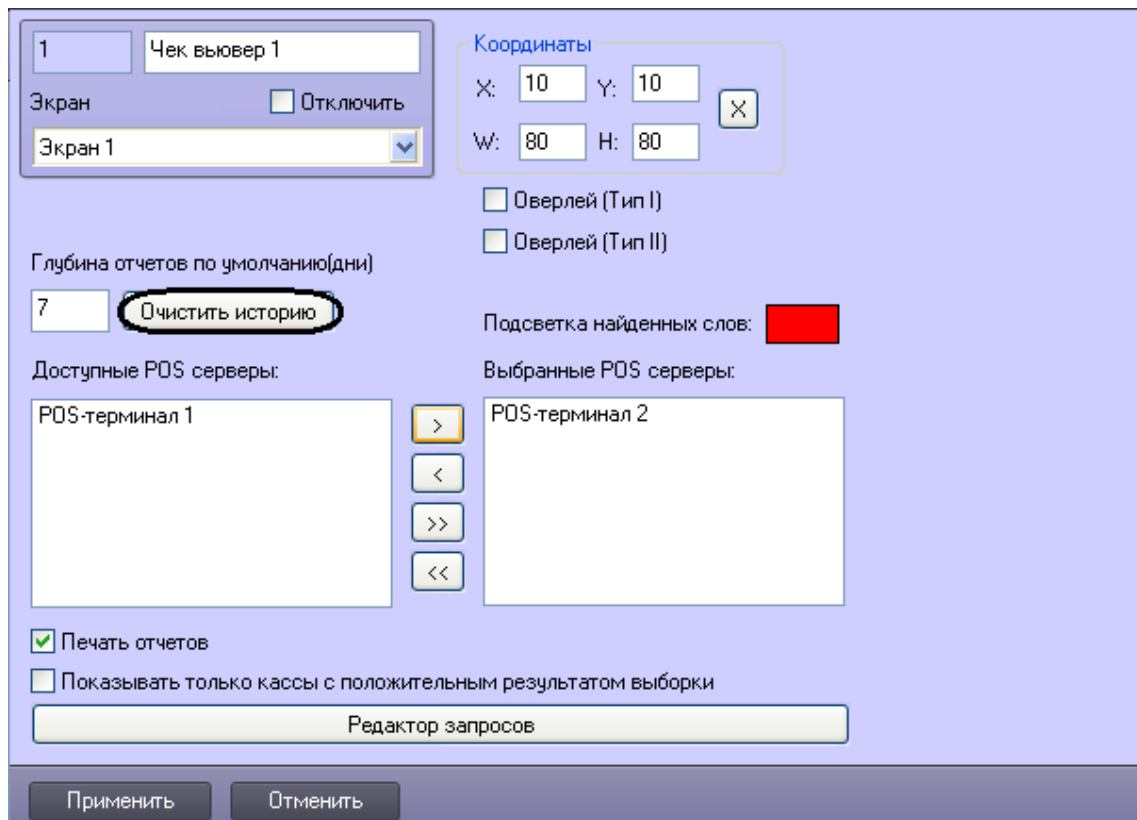 1
Чек вьювер 1
Экран
Отключить
Экран 1
Координаты
X: 10 Y: 10
X
W: 80 H: 80
Оверлей (Тип I)
Оверлей (Тип II)
Глубина отчетов по умолчанию(дни)
7
Очистить историю
Подсветка найденных слов:
Доступные POS серверы:
Выбранные POS серверы:
POS-терминал 1
POS-терминал 2
>
<
>>
<<
Печать отчетов
Показывать только кассы с положительным результатом выборки
Редактор запросов
Применить
Отменить